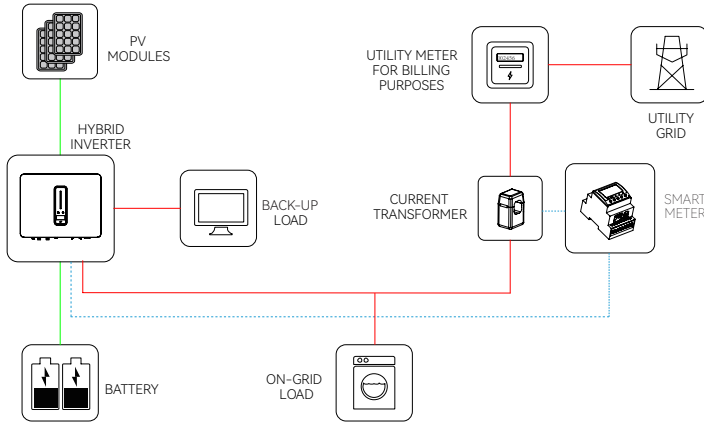 PV
MODULES
UTILITY METER
FOR BILLING
PURPOSES
UTILITY
GRID
HYBRID
INVERTER
BACK-UP
LOAD
CURRENT
TRANSFORMER
SMART
METER
BATTERY
ON-GRID
LOAD